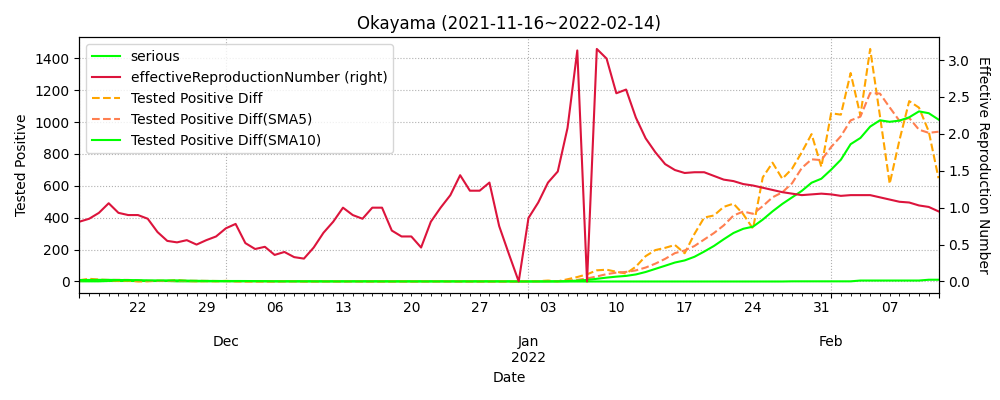 Okayama (2021-11-16~2022-02-14)
serious
effectiveReproductionNumber (right)
Tested Positive Diff
Tested Positive Diff(SMA5)
Tested Positive Diff(SMA10)
Tested Positive
1400
1200
1000
800
600
400
200
0
Effective Reproduction Number
3.0
2.5
2.0
1.5
1.0
0.5
0.0
22 29 06 13 20 27 03 10 17 24 31 07
Dec Jan Feb
2022
Date